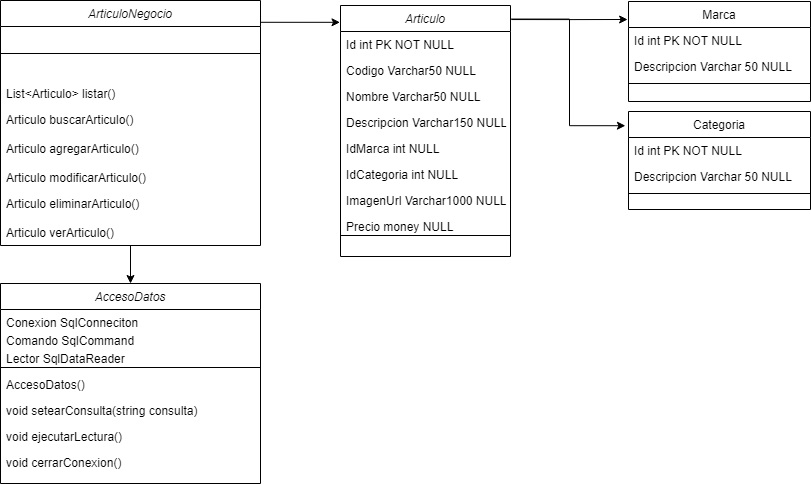 ArticuloNegocio
List<Articulo> listar()
Articulo buscarArticulo()
Articulo agregarArticulo()
Articulo modificarArticulo()
Articulo eliminarArticulo()
Articulo verArticulo()
Articulo
Id int PK NOT NULL
Codigo Varchar50 NULL
Nombre Varchar50 NULL
Descripcion Varchar150 NULL
IdMarca int NULL
IdCategoria int NULL
ImagenUrl Varchar1000 NULL
Precio money NULL
Marca
Id int PK NOT NULL
Descripcion Varchar 50 NULL
Categoria
Id int PK NOT NULL
Descripcion Varchar 50 NULL
AccesoDatos
Conexion SqlConneciton
Comando SqlCommand
Lector SqlDataReader
AccesoDatos()
void setearConsulta(string consulta)
void ejecutarLectura()
void cerrarConexion()